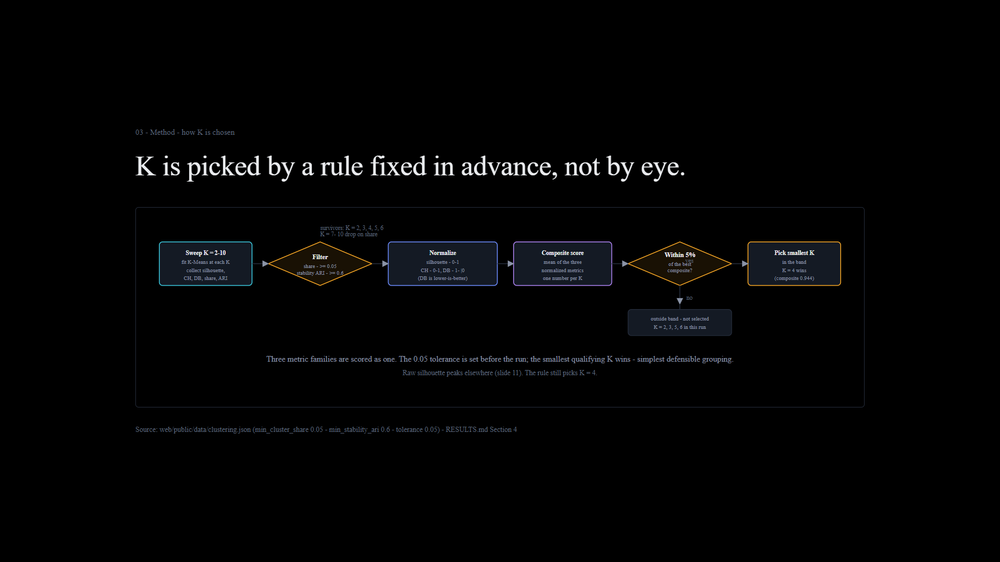 03 - Method - how K is chosen
K is picked by a rule fixed in advance, not by eye.
survivors: K = 2, 3, 4, 5, 6
K = 7- 10 drop on share
Sweep K = 2-10
fit K-Means at each K
collect silhouette,
CH, DB, share, ARI
Filter
share - >= 0.05
stability ARI - >= 0.6
Normalize
silhouette - 0-1
CH - 0-1, DB - 1- |0
(DB is lower-is-better)
Composite score
mean of the three
normalized metrics
one number per K
Within 5%
yes
of the best
composite?
Pick smallest K
in the band
K = 4 wins
(composite 0.944)
no
outside band - not selected
K = 2, 3, 5, 6 in this run
Three metric families are scored as one. The 0.05 tolerance is set before the run; the smallest qualifying K wins - simplest defensible grouping.
Raw silhouette peaks elsewhere (slide 11). The rule still picks K = 4.
Source: web/public/data/clustering.json (min_cluster_share 0.05 - min_stability_ari 0.6 - tolerance 0.05) - RESULTS.md Section 4